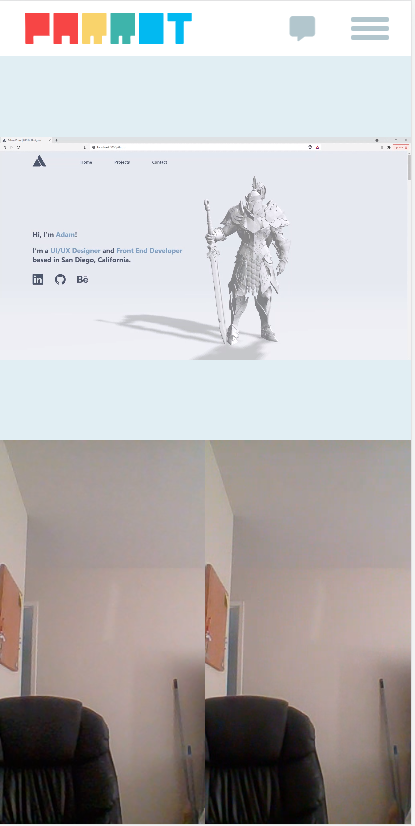 PARROT
Home Projects Contact
Hi, I'm Adam!
I'm a UI/UX Designer and Front End Developer
based in San Diego, California.
in
Bē